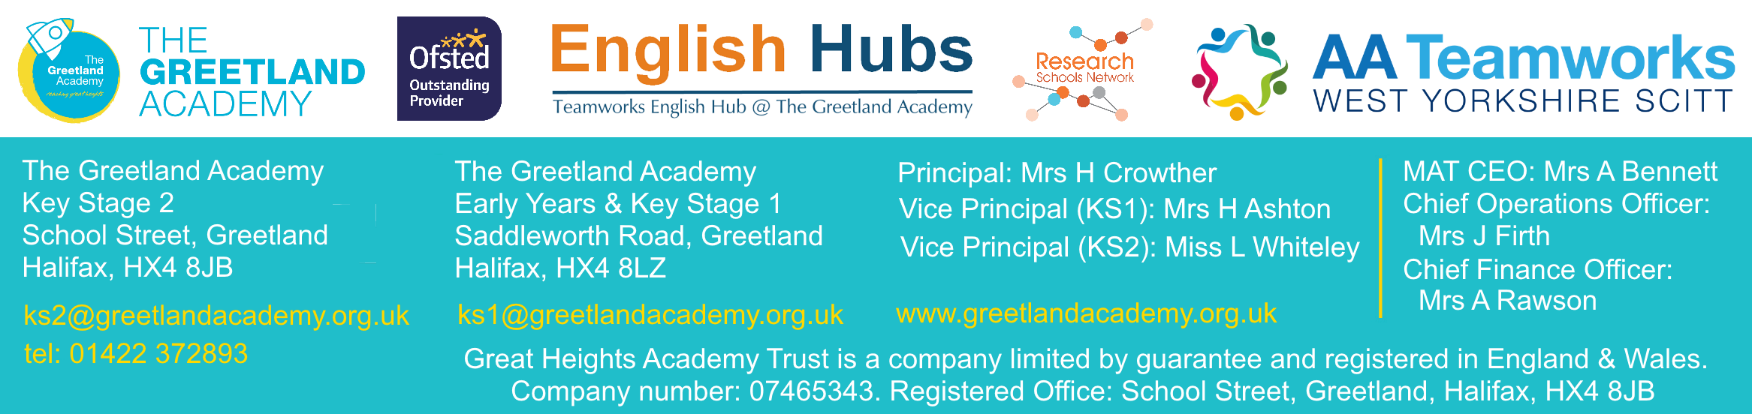 The
Greetland
Academy
reaching great heights
THE
GREETLAND
ACADEMY
Ofsted
Outstanding
Provider
English Hubs
Teamworks English Hub @ The Greetland Academy
Research
Schools Network
AA Teamworks
WEST YORKSHIRE SCITT
The Greetland Academy
Key Stage 2
School Street, Greetland
Halifax, HX4 8JB
ks2@greetlandacademy.org.uk
tel: 01422 372893
The Greetland Academy
Early Years & Key Stage 1
Saddleworth Road, Greetland
Halifax, HX4 8LZ
ks1@greetlandacademy.org.uk
Principal: Mrs H Crowther
Vice Principal (KS1): Mrs H Ashton
Vice Principal (KS2): Miss L Whiteley
www.greetlandacademy.org.uk
MAT CEO: Mrs A Bennett
Chief Operations Officer:
Mrs J Firth
Chief Finance Officer:
Mrs A Rawson
Great Heights Academy Trust is a company limited by guarantee and registered in England & Wales.
Company number: 07465343. Registered Office: School Street, Greetland, Halifax, HX4 8JB